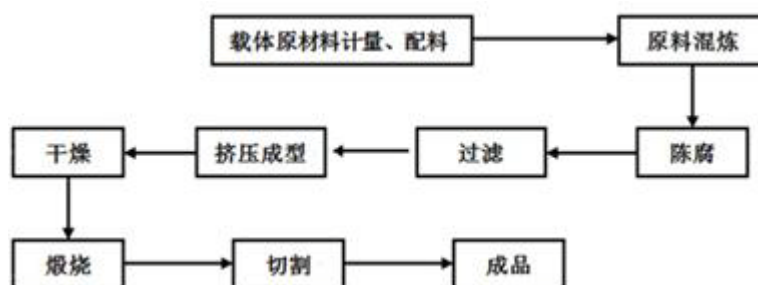 载体原材料计量、配料
原料混炼
陈腐
过滤
挤压成型
干燥
煅烧
切割
成品